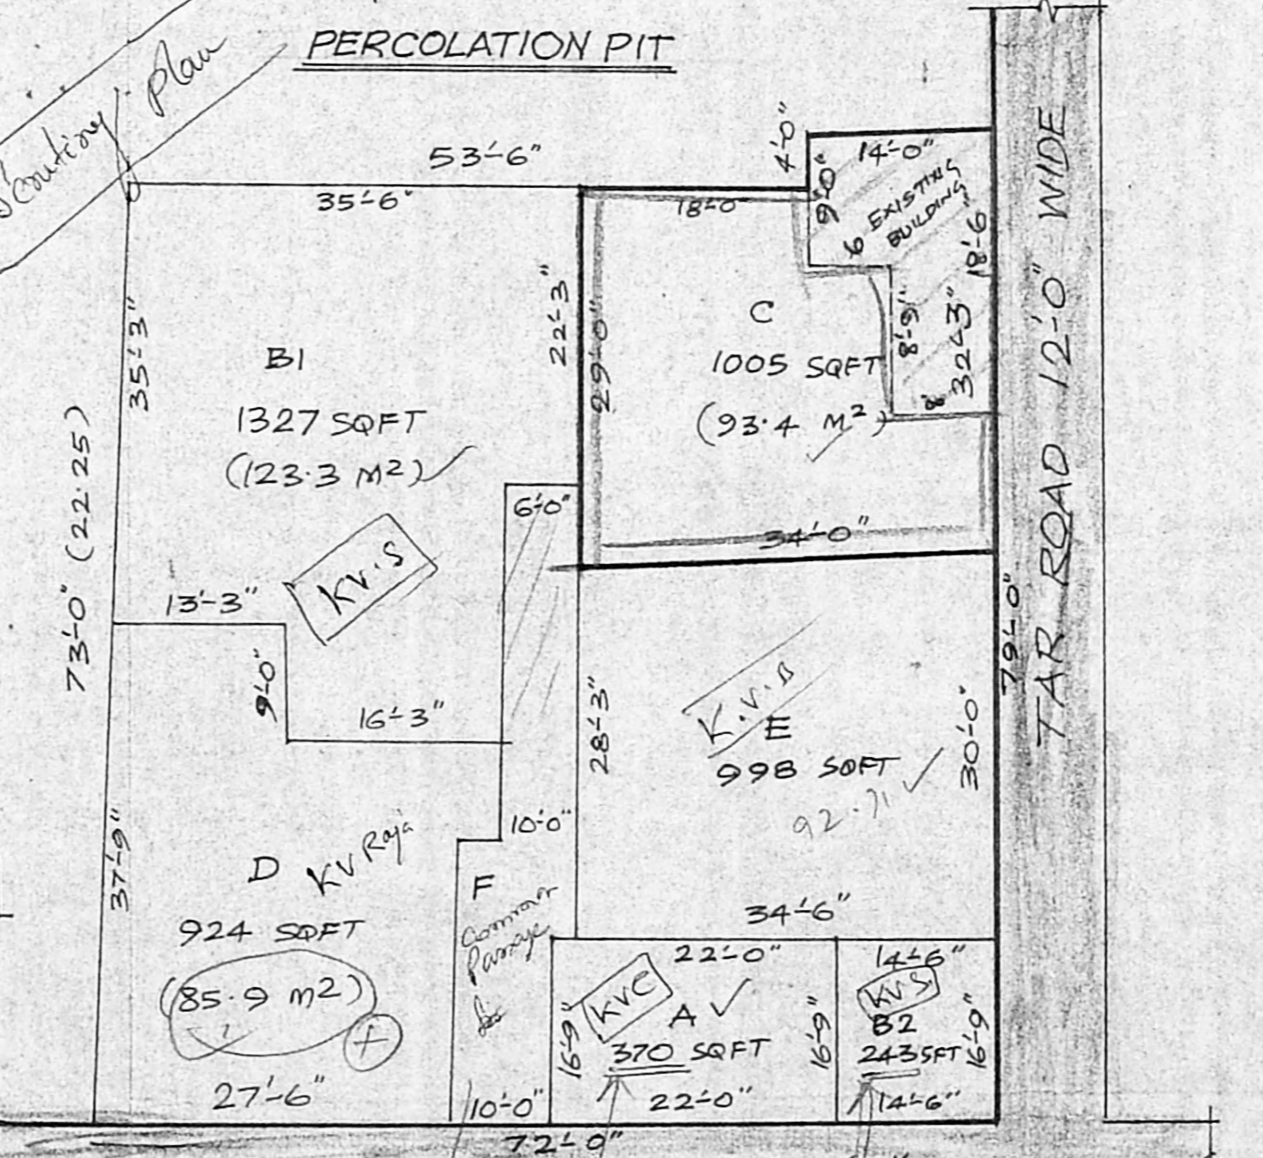 PERCOLATION PIT
Plan
53'-6"
4'-0"
14'-0"
35'-6"
18'-0"
9'-0"
6
EXISTING
BUILDING
18'-6"
TAR ROAD 12'-0" WIDE
35'-3"
22'-3"
29'-0"
C
1005 SQFT
(93.4 M²)
8'-9"
32'-3"
8
B1
1327 SQFT
(123.3 M²)
73'-0" (22.25)
6'-0"
34'-0"
KV.S
13'-3"
9'-0"
16'-3"
28'-3"
K.V.B
E
998 SQFT
92.71
30'-0"
79'-0"
10'-0"
37'-9"
D
KV Raja
924 SQFT
(85.9 M²)
F
Common
Passage
34'-6"
22'-0"
14'-6"
KVC
A
370 SQFT
16'-9"
16'-9"
KVS
B2
243 SFT
16'-9"
27'-6"
10'-0"
22'-0"
14'-6"
72'-0"